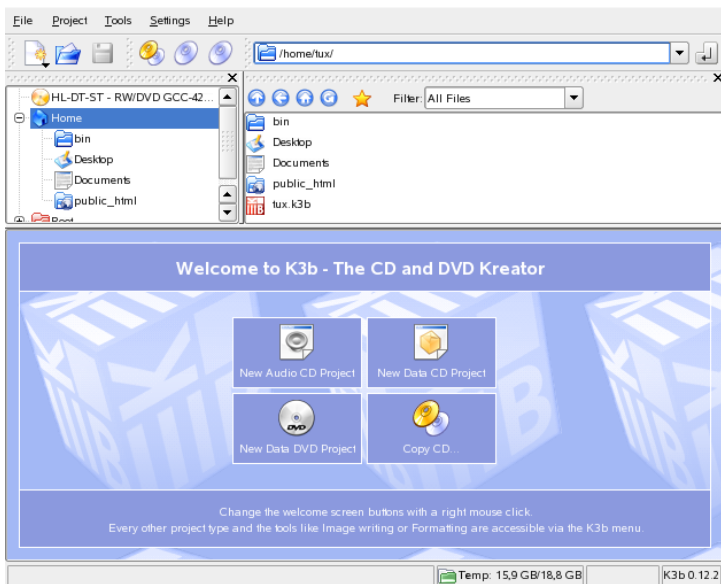 File Project Tools Settings Help
/home/tux/
HL-DT-ST - RW/DVD GCC-42...
Home
bin
Desktop
Documents
public_html
Root
Filter: All Files
bin
Desktop
Documents
public_html
tux.k3b
Welcome to K3b - The CD and DVD Kreator
New Audio CD Project New Data CD Project
New Data DVD Project Copy CD...
Change the welcome screen buttons with a right mouse click.
Every other project type and the tools like Image writing or Formatting are accessible via the K3b menu.
Temp: 15,9 GB/18,8 GB K3b 0.12.2